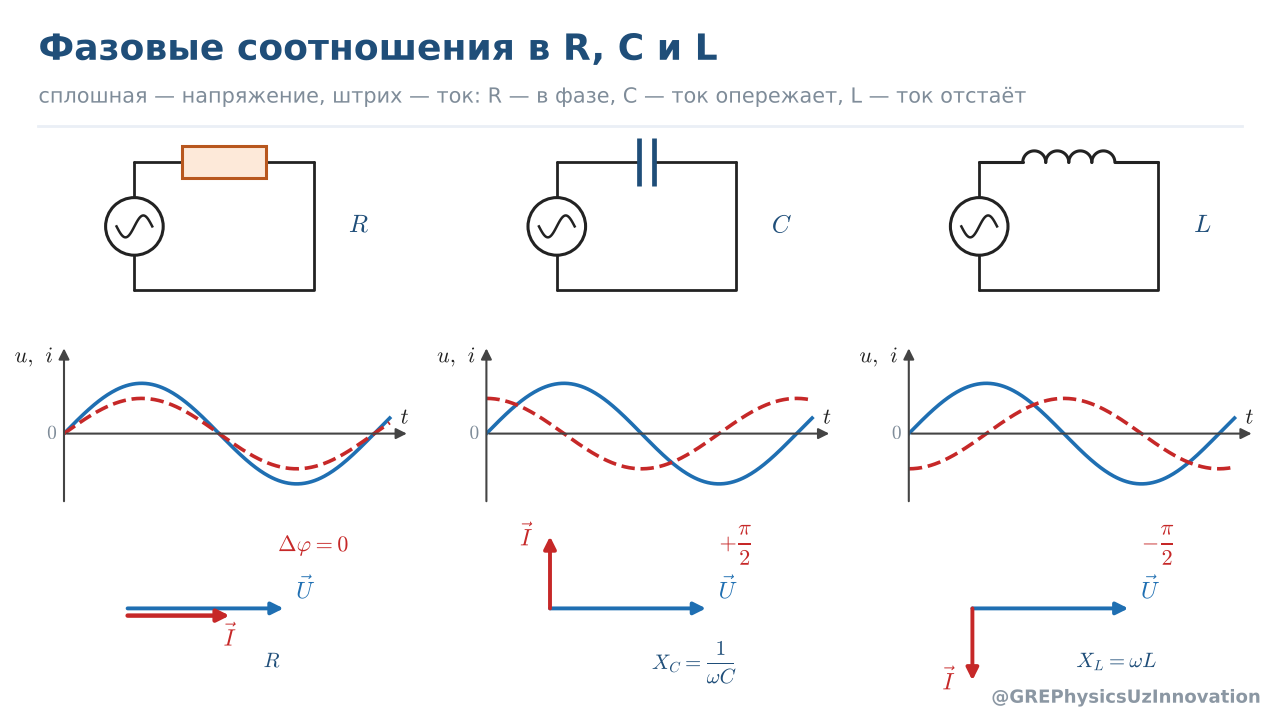 Фазовые соотношения в R, C и L
сплошная — напряжение, штрих — ток: R — в фазе, C — ток опережает, L — ток отстаёт
R
C
L
u, i
0
t
u, i
0
t
u, i
0
t
Δφ = 0
U⃗
I⃗
R
I⃗
+π/2
U⃗
X_C = 1/ωC
−π/2
U⃗
I⃗
X_L = ωL
@GREPhysicsUzInnovation